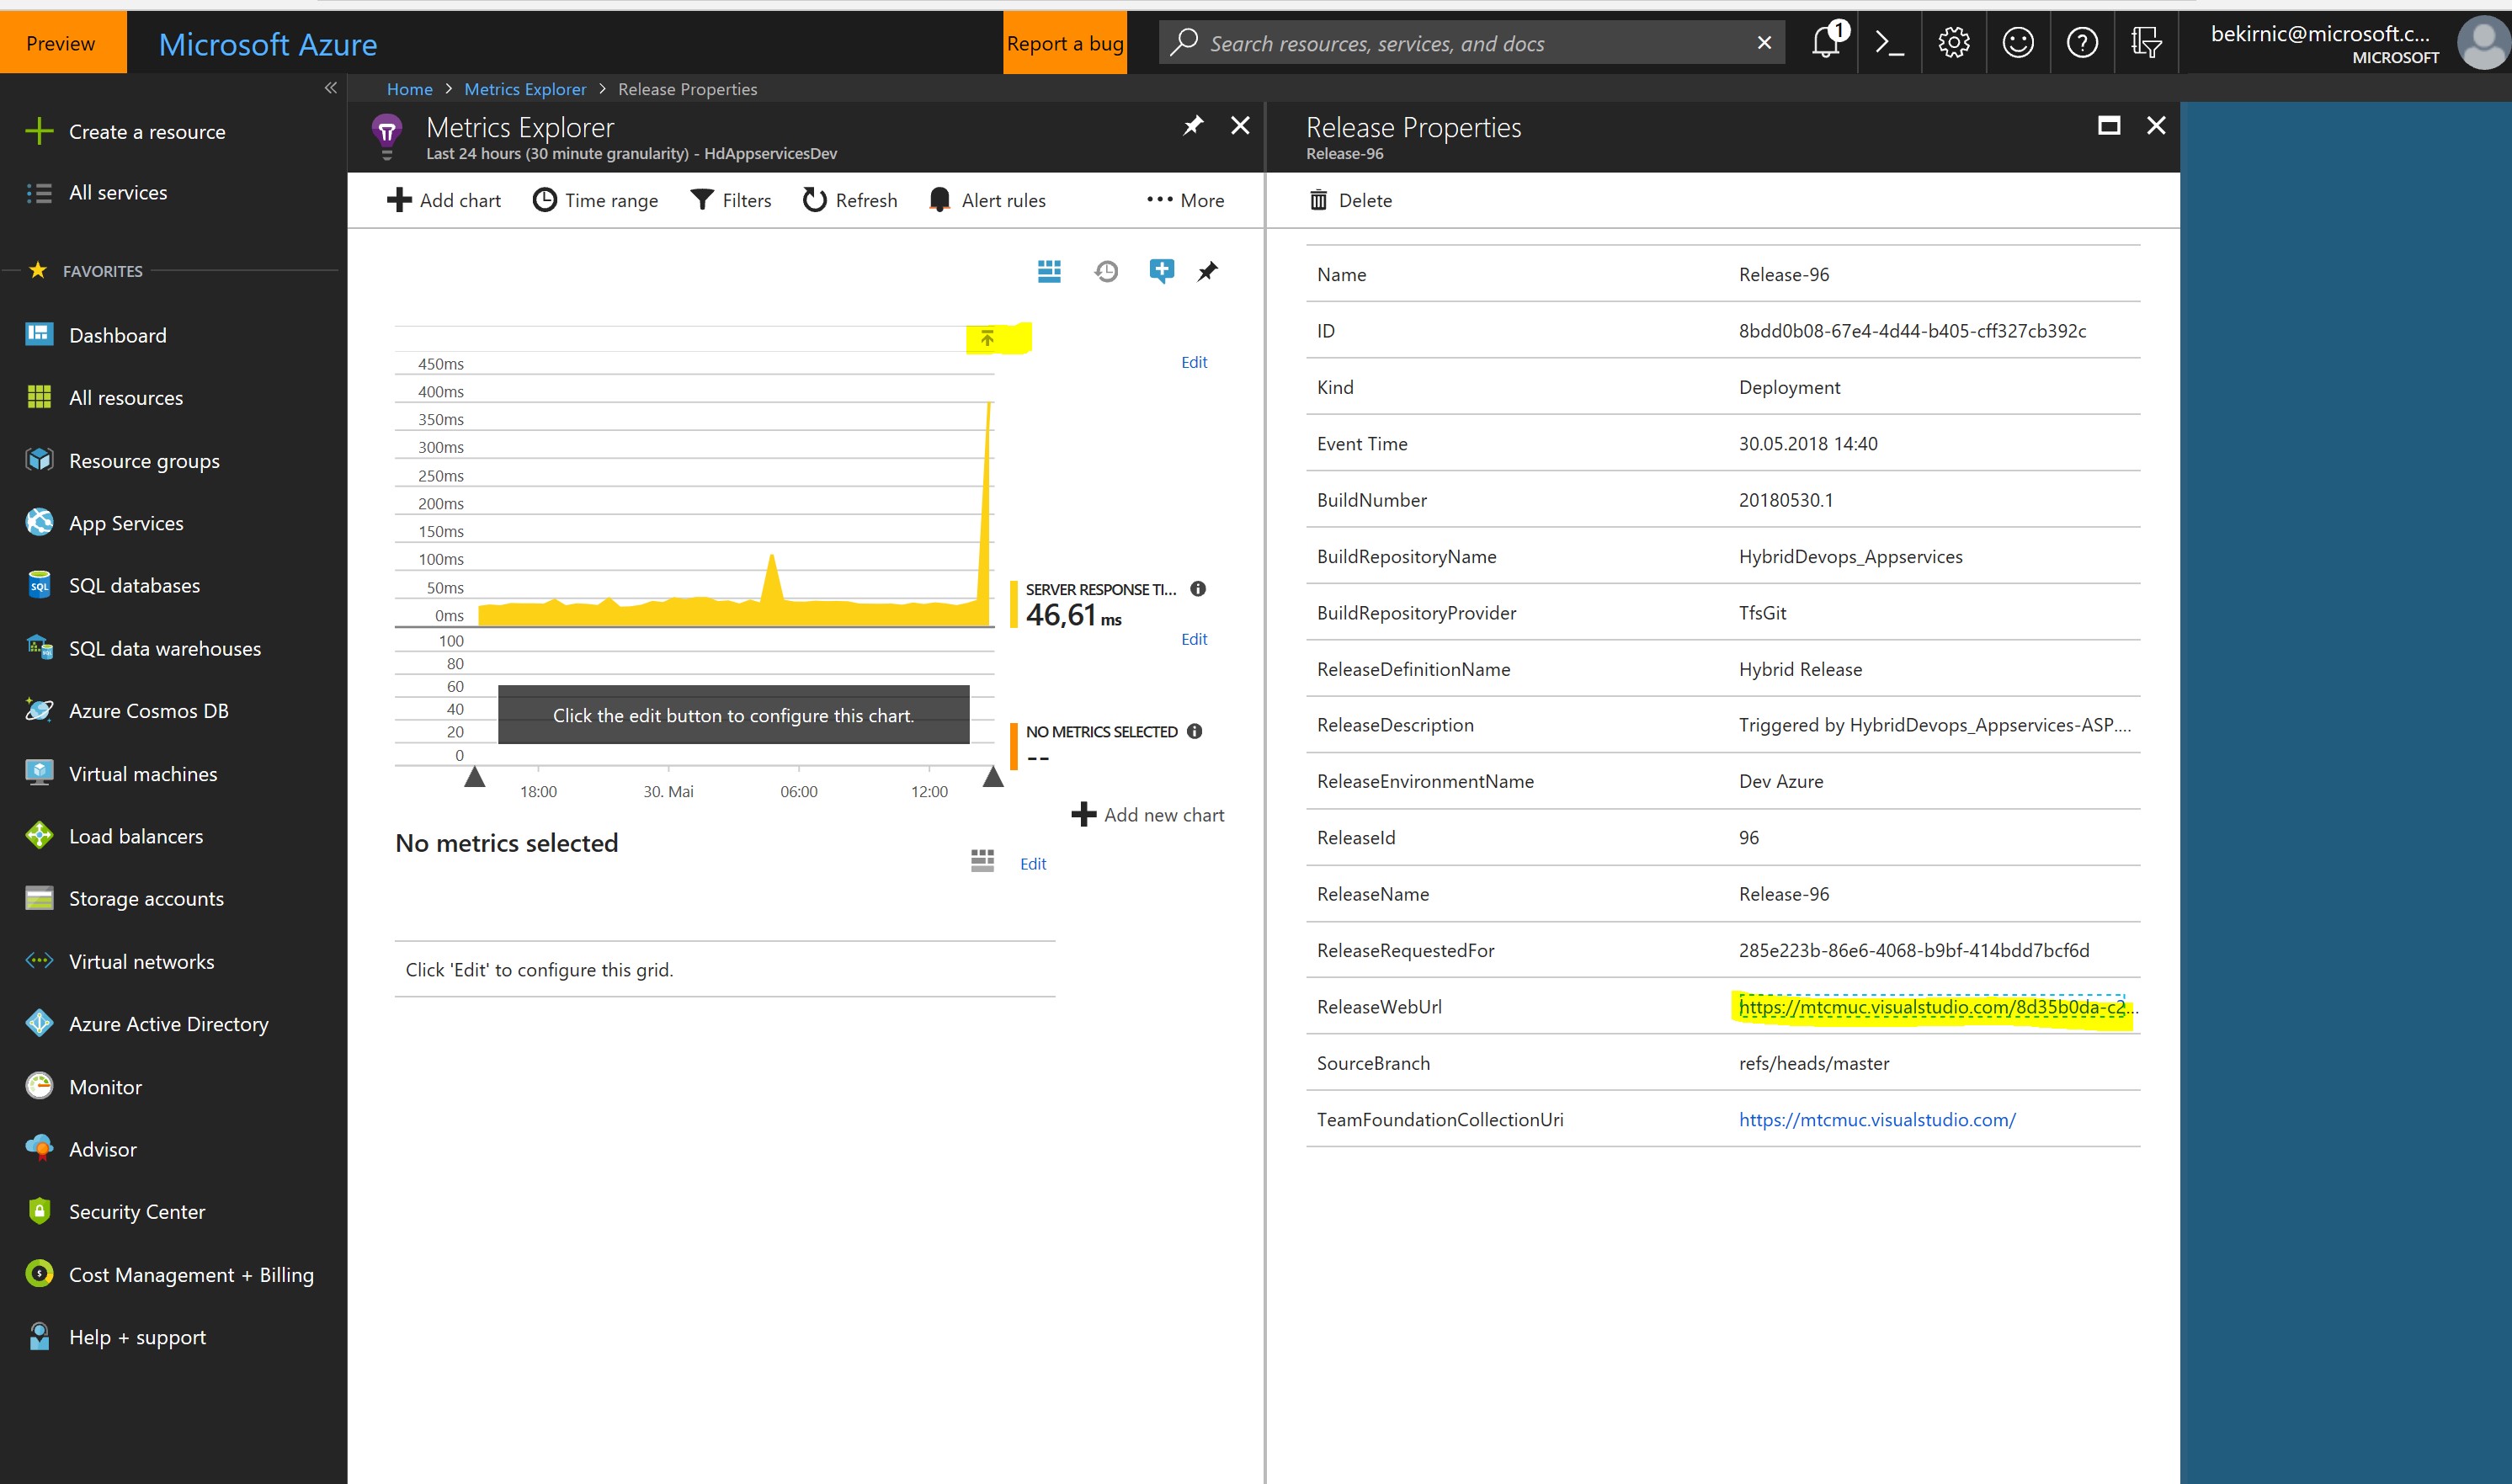 Preview
Microsoft Azure
Report a bug
Search resources, services, and docs
1
bekirnic@microsoft.c...
MICROSOFT
Create a resource
All services
FAVORITES
Dashboard
All resources
Resource groups
App Services
SQL databases
SQL data warehouses
Azure Cosmos DB
Virtual machines
Load balancers
Storage accounts
Virtual networks
Azure Active Directory
Monitor
Advisor
Security Center
Cost Management + Billing
Help + support
Home > Metrics Explorer > Release Properties
Metrics Explorer
Last 24 hours (30 minute granularity) - HdAppservicesDev
Add chart Time range Filters Refresh Alert rules More
Edit
450ms
400ms
350ms
300ms
250ms
200ms
150ms
100ms
50ms
0ms
SERVER RESPONSE TI...
46,61 ms
Edit
100
80
60
40
20
0
Click the edit button to configure this chart.
NO METRICS SELECTED
--
18:00 30. Mai 06:00 12:00
Add new chart
No metrics selected
Edit
Click 'Edit' to configure this grid.
Release Properties
Release-96
Delete
Name Release-96
ID 8bdd0b08-67e4-4d44-b405-cff327cb392c
Kind Deployment
Event Time 30.05.2018 14:40
BuildNumber 20180530.1
BuildRepositoryName HybridDevops_Appservices
BuildRepositoryProvider TfsGit
ReleaseDefinitionName Hybrid Release
ReleaseDescription Triggered by HybridDevops_Appservices-ASP....
ReleaseEnvironmentName Dev Azure
ReleaseId 96
ReleaseName Release-96
ReleaseRequestedFor 285e223b-86e6-4068-b9bf-414bdd7bcf6d
ReleaseWebUrl https://mtcmuc.visualstudio.com/8d35b0da-c2...
SourceBranch refs/heads/master
TeamFoundationCollectionUri https://mtcmuc.visualstudio.com/